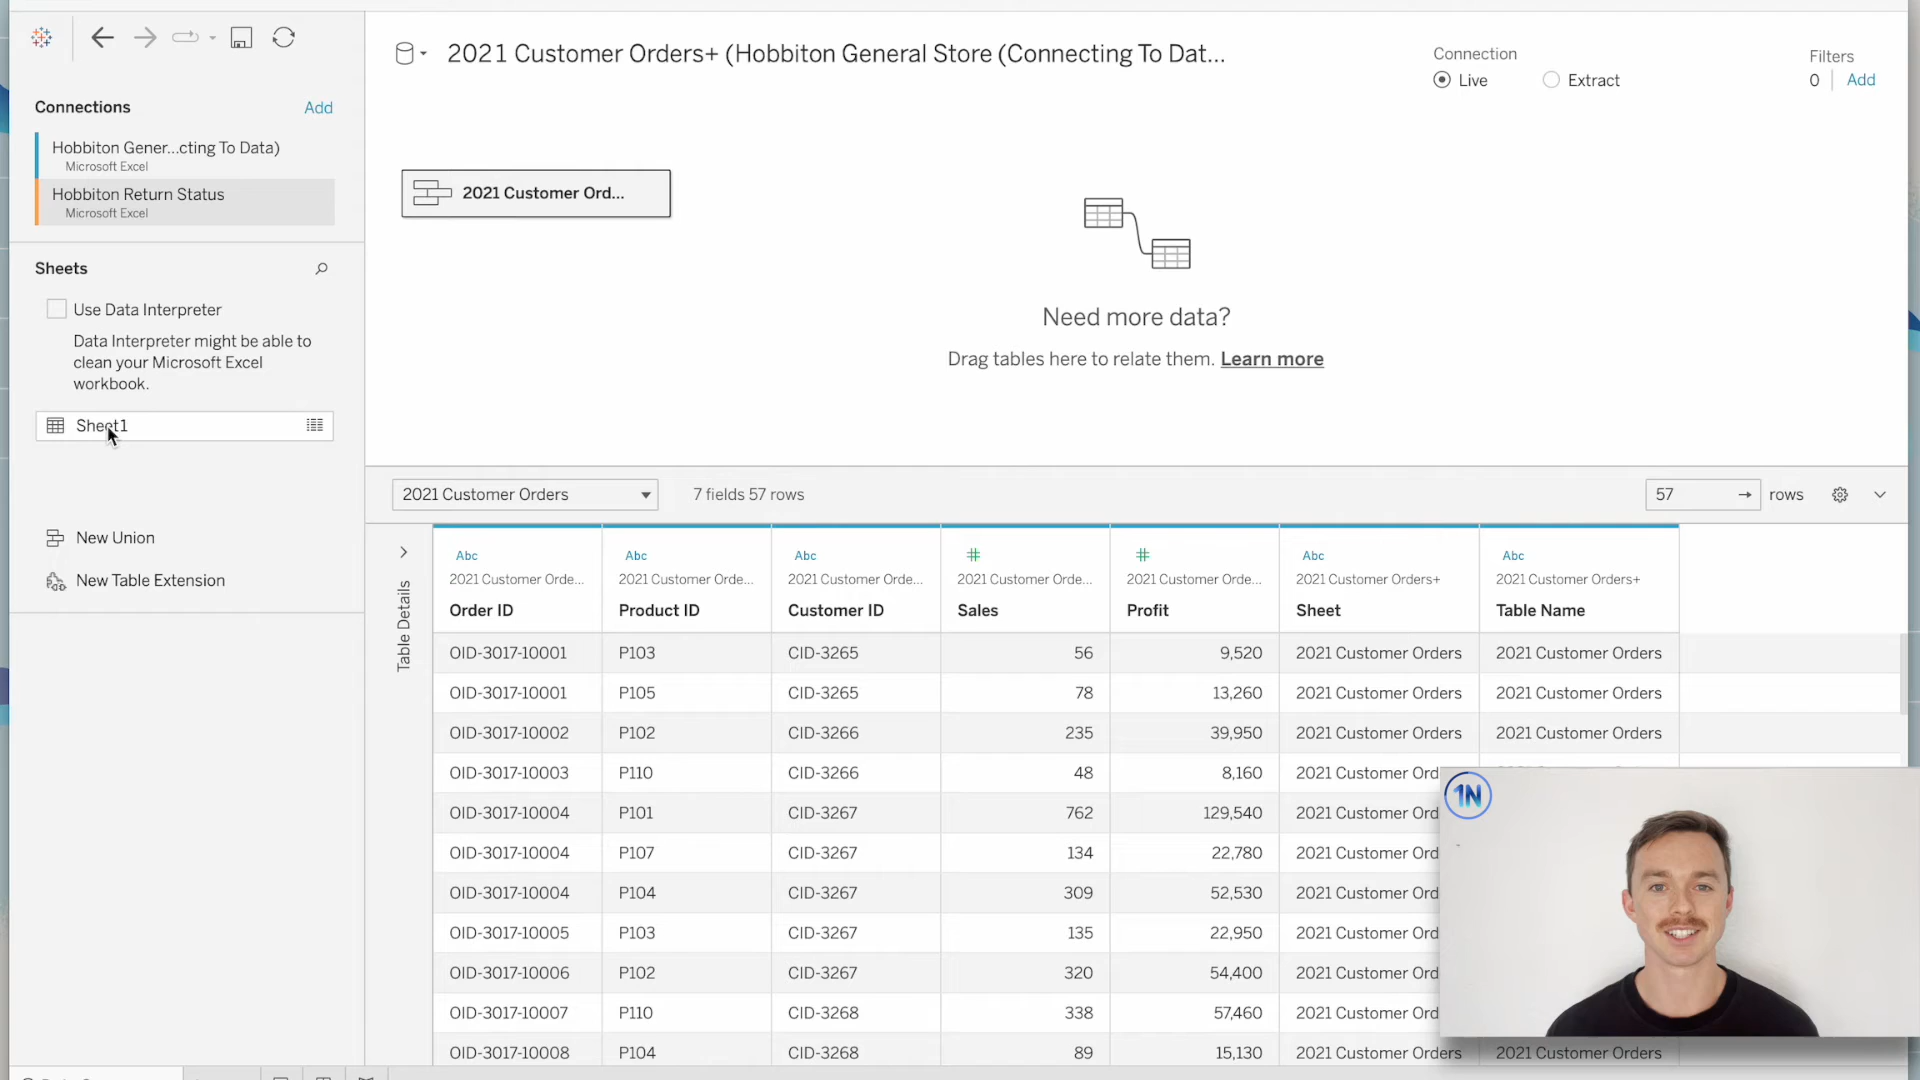 2021 Customer Orders+ (Hobbiton General Store (Connecting To Dat...
Connection
Live
Extract
Filters
0
Add
Connections
Add
Hobbiton Gener...cting To Data)
Microsoft Excel
Hobbiton Return Status
Microsoft Excel
Sheets
Use Data Interpreter
Data Interpreter might be able to
clean your Microsoft Excel
workbook.
Sheet1
New Union
New Table Extension
2021 Customer Ord...
Need more data?
Drag tables here to relate them. Learn more
2021 Customer Orders
7 fields 57 rows
57
rows
Table Details
Abc Abc Abc # # Abc Abc
2021 Customer Orde... 2021 Customer Orde... 2021 Customer Orde... 2021 Customer Orde... 2021 Customer Orde... 2021 Customer Orders+ 2021 Customer Orders+
Order ID Product ID Customer ID Sales Profit Sheet Table Name
OID-3017-10001 P103 CID-3265 56 9,520 2021 Customer Orders 2021 Customer Orders
OID-3017-10001 P105 CID-3265 78 13,260 2021 Customer Orders 2021 Customer Orders
OID-3017-10002 P102 CID-3266 235 39,950 2021 Customer Orders 2021 Customer Orders
OID-3017-10003 P110 CID-3266 48 8,160 2021 Customer Ord
OID-3017-10004 P101 CID-3267 762 129,540 2021 Customer Ord
OID-3017-10004 P107 CID-3267 134 22,780 2021 Customer Ord
OID-3017-10004 P104 CID-3267 309 52,530 2021 Customer Ord
OID-3017-10005 P103 CID-3267 135 22,950 2021 Customer Ord
OID-3017-10006 P102 CID-3267 320 54,400 2021 Customer Ord
OID-3017-10007 P110 CID-3268 338 57,460 2021 Customer Ord
OID-3017-10008 P104 CID-3268 89 15,130 2021 Customer Orders 2021 Customer Orders
1N